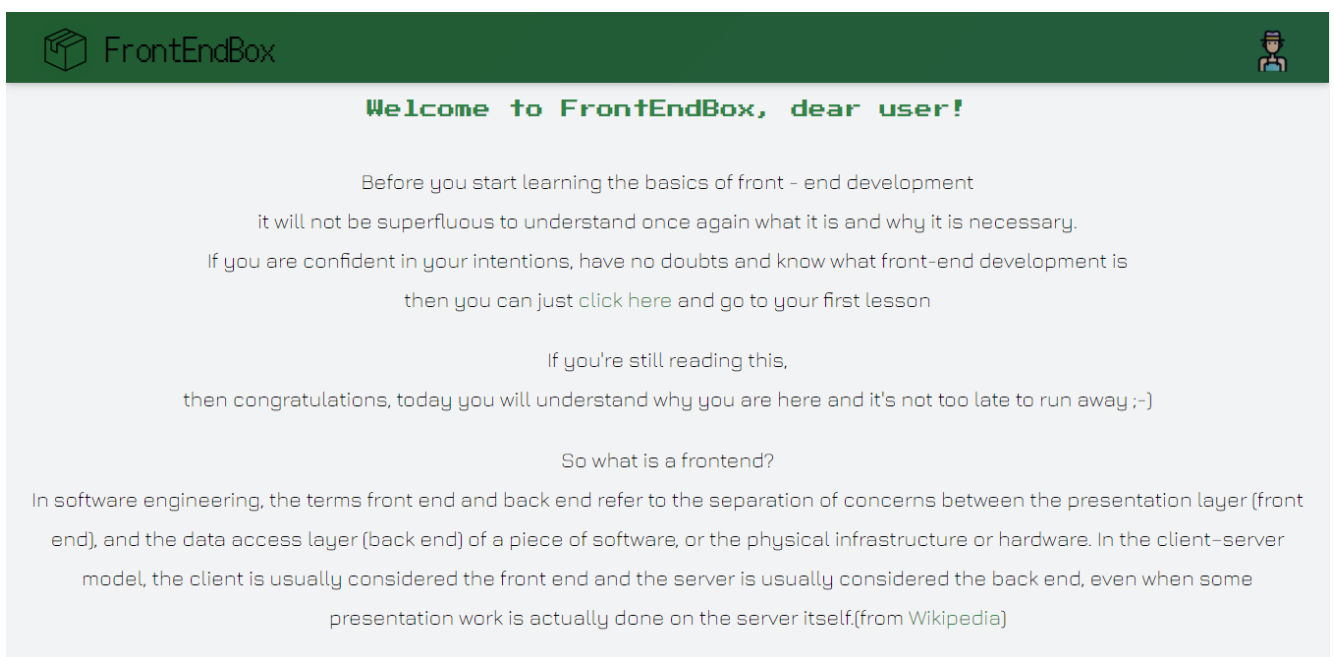 FrontEndBox
Welcome to FrontEndBox, dear user!
Before you start learning the basics of front - end development
it will not be superfluous to understand once again what it is and why it is necessary.
If you are confident in your intentions, have no doubts and know what front-end development is
then you can just click here and go to your first lesson
If you're still reading this,
then congratulations, today you will understand why you are here and it's not too late to run away ;-)
So what is a frontend?
In software engineering, the terms front end and back end refer to the separation of concerns between the presentation layer (front
end), and the data access layer (back end) of a piece of software, or the physical infrastructure or hardware. In the client–server
model, the client is usually considered the front end and the server is usually considered the back end, even when some
presentation work is actually done on the server itself.(from Wikipedia)